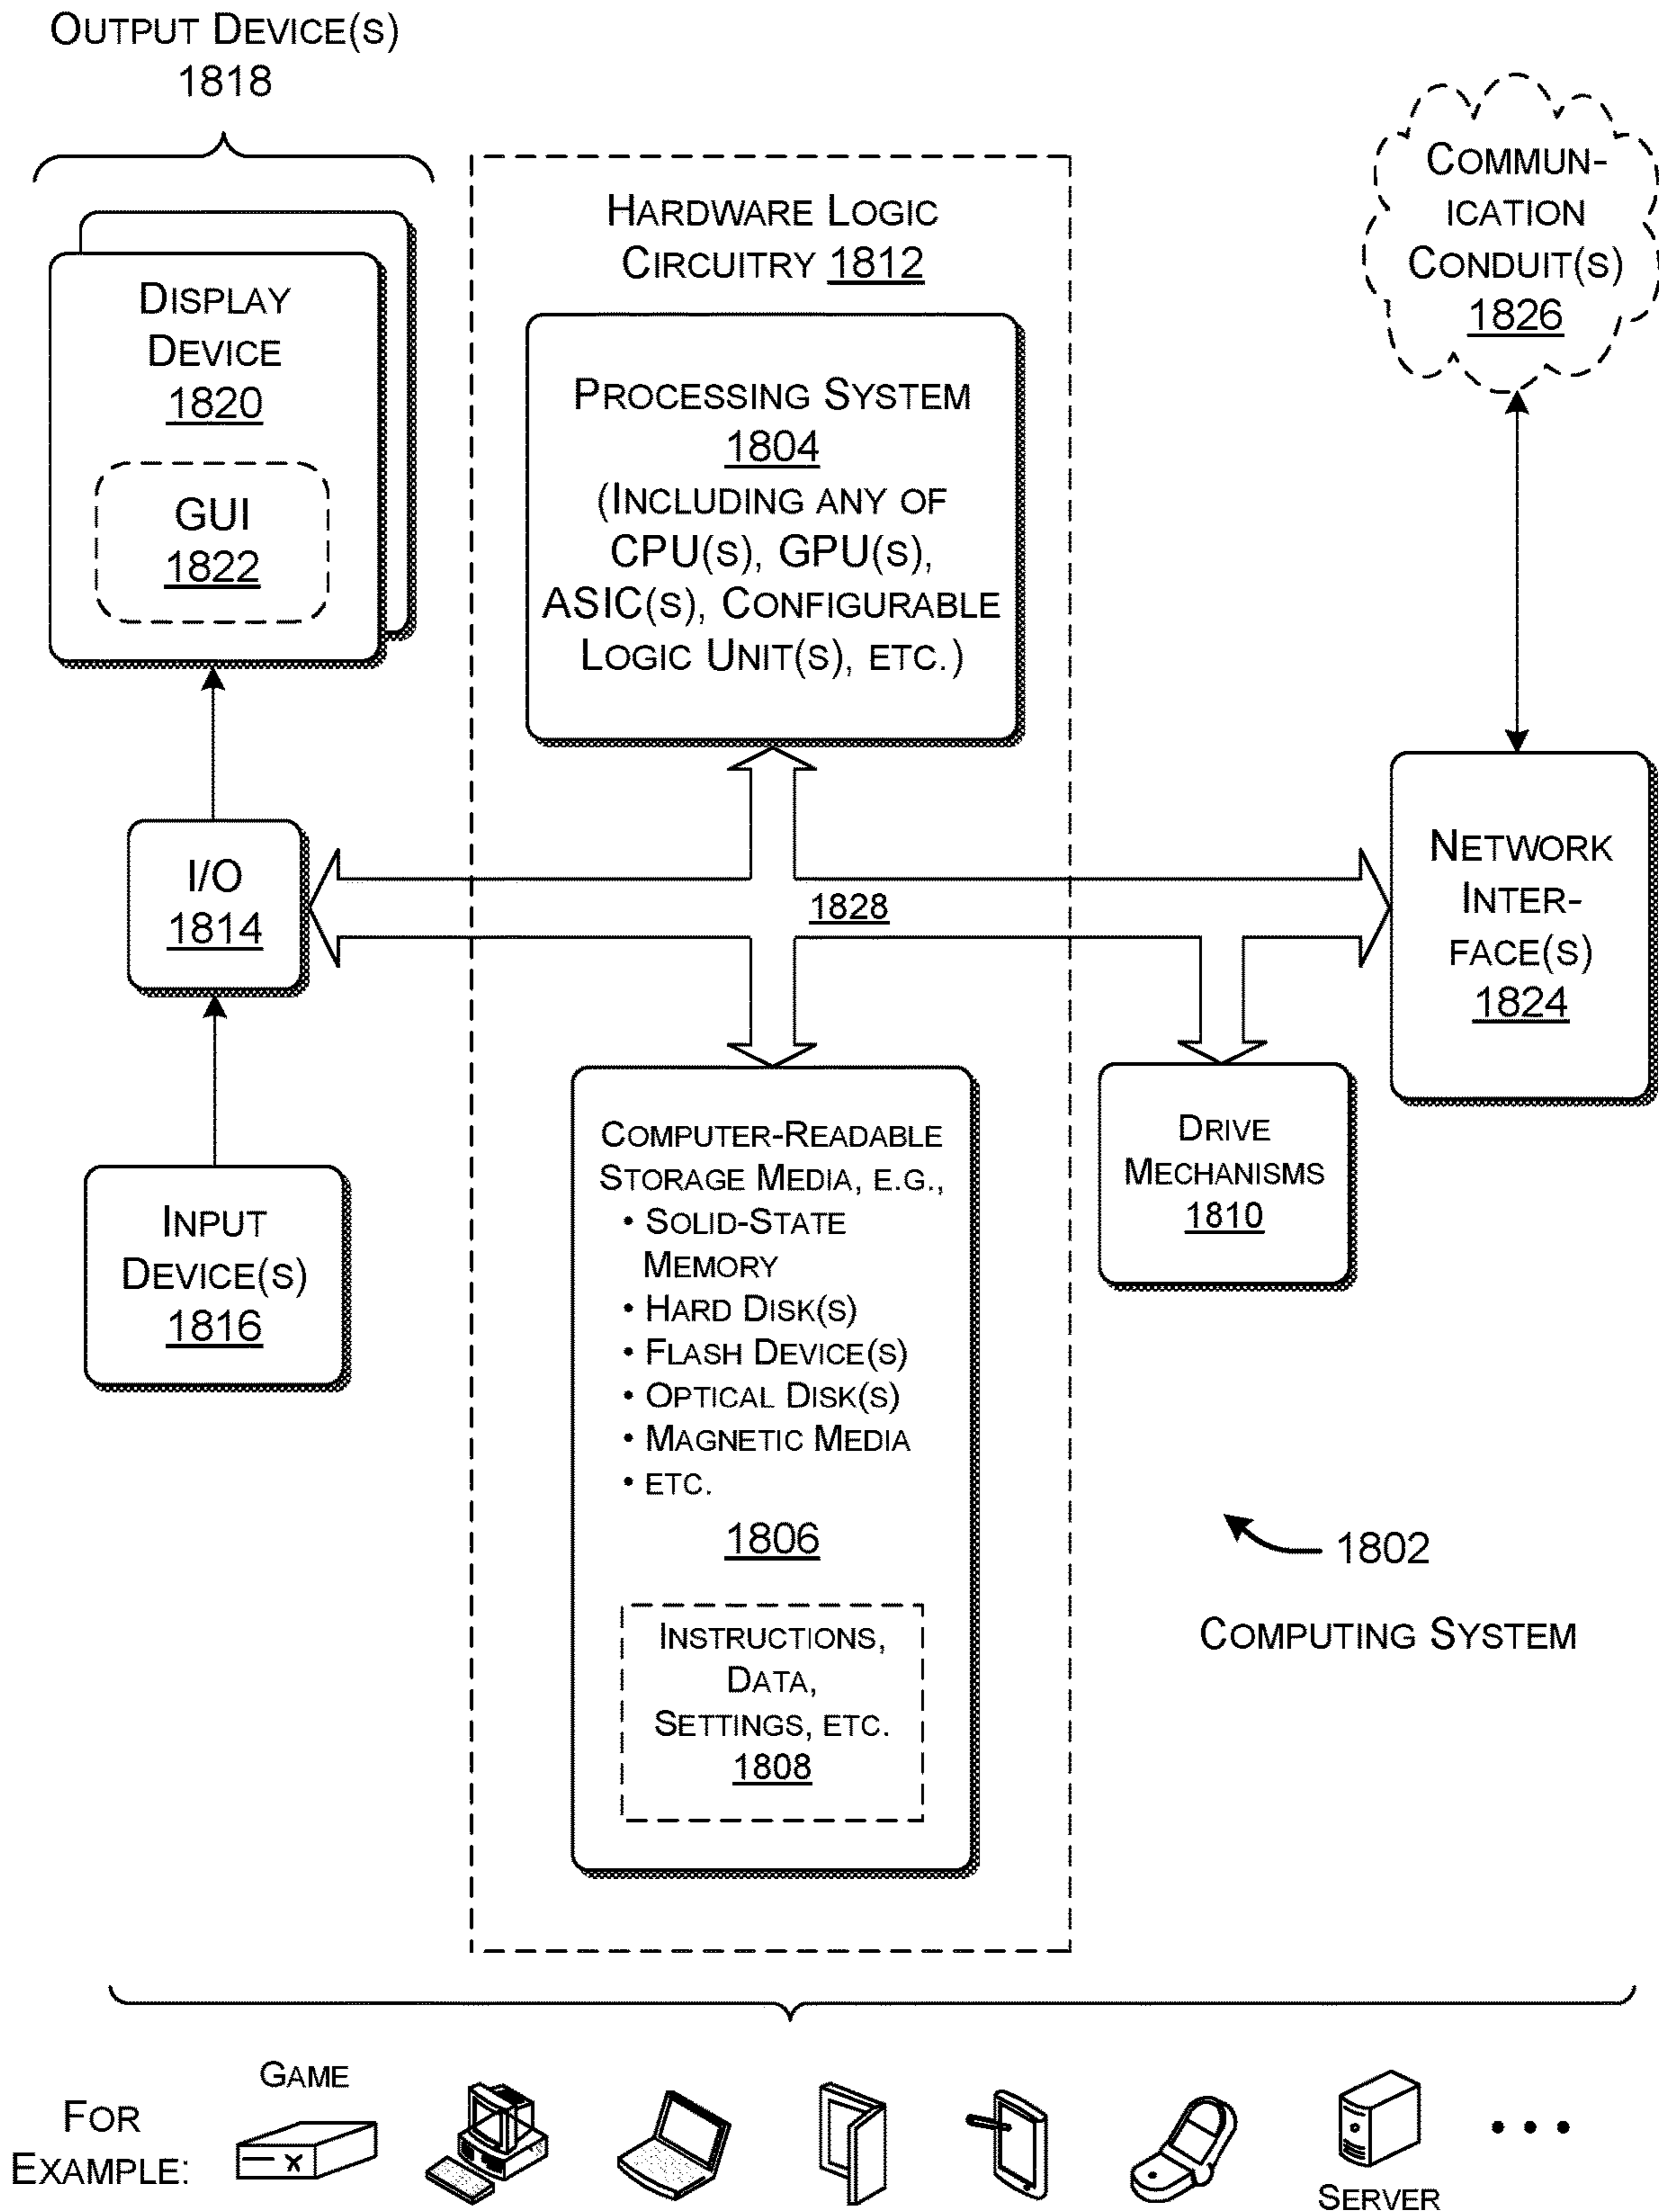 OUTPUT DEVICE(S)
1818
DISPLAY
DEVICE
1820
GUI
1822
I/O
1814
INPUT
DEVICE(S)
1816
HARDWARE LOGIC
CIRCUITRY 1812
PROCESSING SYSTEM
1804
(INCLUDING ANY OF
CPU(S), GPU(S),
ASIC(S), CONFIGURABLE
LOGIC UNIT(S), ETC.)
1828
COMPUTER-READABLE
STORAGE MEDIA, E.G.,
• SOLID-STATE
MEMORY
• HARD DISK(S)
• FLASH DEVICE(S)
• OPTICAL DISK(S)
• MAGNETIC MEDIA
• ETC.
1806
INSTRUCTIONS,
DATA,
SETTINGS, ETC.
1808
COMMUN-
ICATION
CONDUIT(S)
1826
NETWORK
INTER-
FACE(S)
1824
DRIVE
MECHANISMS
1810
1802
COMPUTING SYSTEM
FOR
EXAMPLE:
GAME
X
SERVER